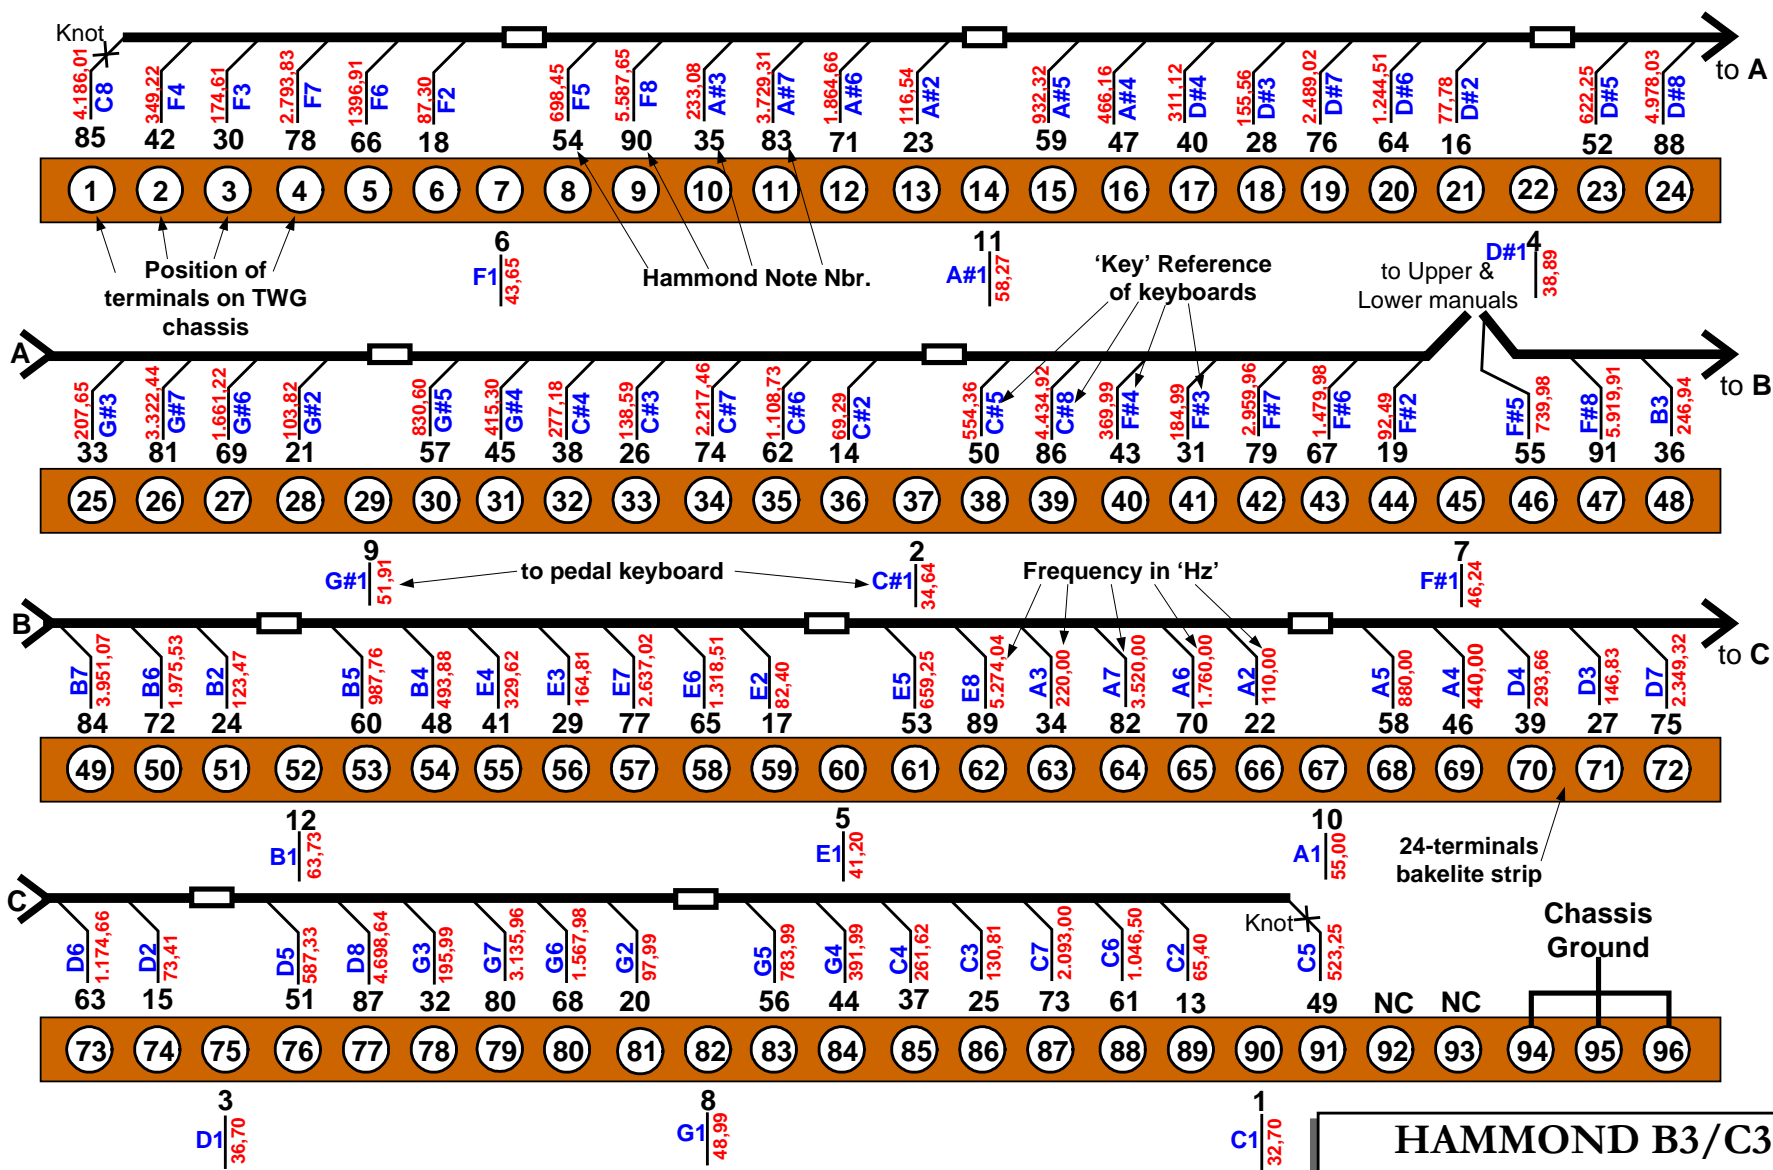 Knot
4.186,01 349,22 174,61 2.793,83 1396,91 87,30 698,45 5.587,65 233,08 3.729,31 1.864,66 116,54 932,32 466,16 311,12 155,56 2.489,02 1.244,51 77,78 622,25 4.978,03
C8 F4 F3 F7 F6 F2 F5 F8 A#3 A#7 A#6 A#2 A#5 A#4 D#4 D#3 D#7 D#6 D#2 D#5 D#8
to A
85 42 30 78 66 18 54 90 35 83 71 23 59 47 40 28 76 64 16 52 88
1 2 3 4 5 6 7 8 9 10 11 12 13 14 15 16 17 18 19 20 21 22 23 24
6 11 4
F1 43,65 A#1 58,27 D#1 38,89
Position of
terminals on TWG
chassis
Hammond Note Nbr.
‘Key’ Reference
of keyboards
to Upper &
Lower manuals
A
207,65 3.322,44 1.661,22 103,82 830,60 415,30 277,18 138,59 2.217,46 1.108,73 69,29 554,36 4.434,92 369,99 184,99 2.959,96 1.479,98 92,49 739,98 5.919,91 246,94
G#3 G#7 G#6 G#2 G#5 G#4 C#4 C#3 C#7 C#6 C#2 C#5 C#8 F#4 F#3 F#7 F#6 F#2 F#5 F#8 B3
to B
33 81 69 21 57 45 38 26 74 62 14 50 86 43 31 79 67 19 55 91 36
25 26 27 28 29 30 31 32 33 34 35 36 37 38 39 40 41 42 43 44 45 46 47 48
9 2 7
G#1 51,91 C#1 34,64 F#1 46,24
to pedal keyboard
Frequency in ‘Hz’
B
B7 B6 B2 B5 B4 E4 E3 E7 E6 E2 E5 E8 A3 A7 A6 A2 A5 A4 D4 D3 D7
3.951,07 1.975,53 123,47 987,76 493,88 329,62 164,81 2.637,02 1.318,51 82,40 659,25 5.274,04 220,00 3.520,00 1.760,00 110,00 880,00 440,00 293,66 146,83 2.349,32
to C
84 72 24 60 48 41 29 77 65 17 53 89 34 82 70 22 58 46 39 27 75
49 50 51 52 53 54 55 56 57 58 59 60 61 62 63 64 65 66 67 68 69 70 71 72
12 5 10
B1 63,73 E1 41,20 A1 55,00
24-terminals
bakelite strip
C
Knot
D6 D2 D5 D8 G3 G7 G6 G2 G5 G4 C4 C3 C7 C6 C2 C5
1.174,66 73,41 587,33 4.698,64 195,99 3.135,96 1.567,98 97,99 783,99 391,99 261,62 130,81 2.093,00 1.046,50 65,40 523,25
Chassis
Ground
63 15 51 87 32 80 68 20 56 44 37 25 73 61 13 49 NC NC
73 74 75 76 77 78 79 80 81 82 83 84 85 86 87 88 89 90 91 92 93 94 95 96
3 8 1
D1 36,70 G1 48,99 C1 32,70
HAMMOND B3/C3